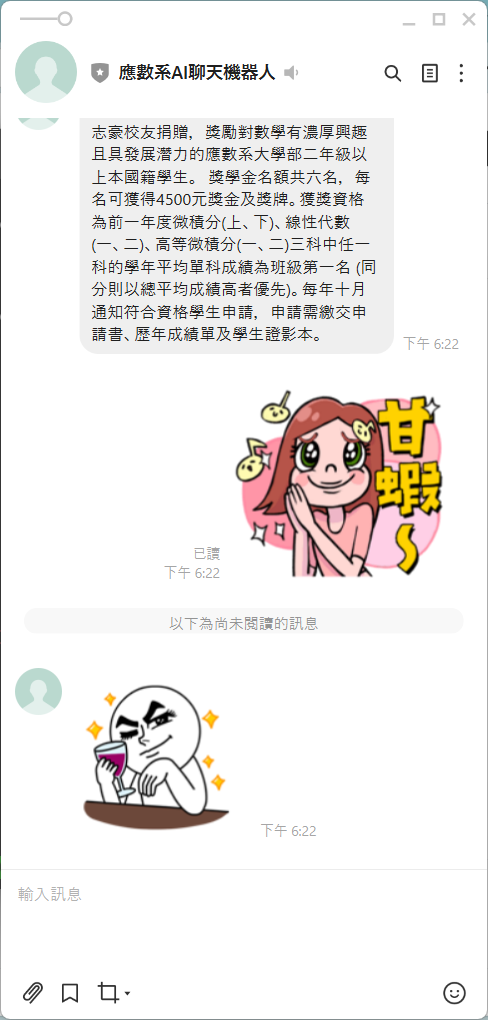 應數系AI聊天機器人
志豪校友捐贈，獎勵對數學有濃厚興趣
且具發展潛力的應數系大學部二年級以
上本國籍學生。 獎學金名額共六名，每
名可獲得4500元獎金及獎牌。獲獎資格
為前一年度微積分(上、下)、線性代數
(一、二)、高等微積分(一、二)三科中任一
科的學年平均單科成績為班級第一名 (同
分則以總平均成績高者優先)。每年十月
通知符合資格學生申請，申請需繳交申
請書、歷年成績單及學生證影本。
下午 6:22
甘
蝦
～
已讀
下午 6:22
以下為尚未閱讀的訊息
下午 6:22
輸入訊息